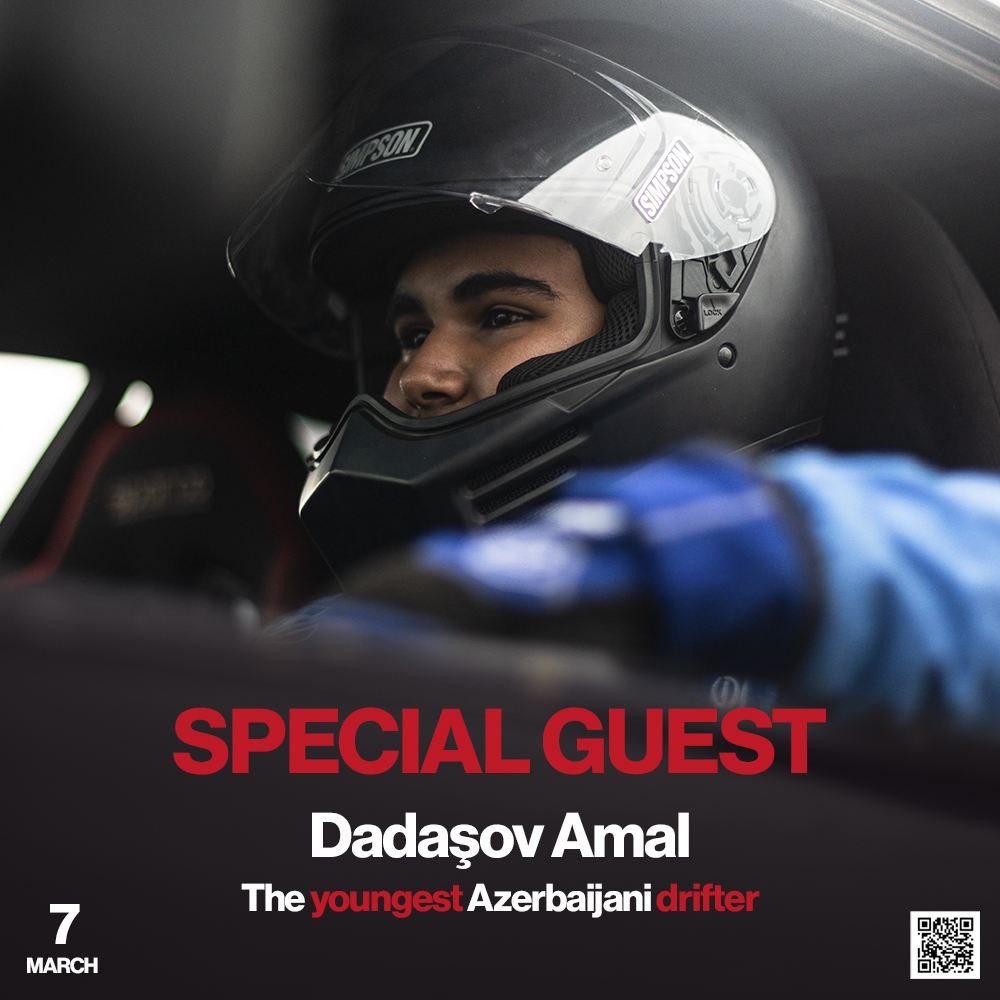 SIMPSON
SIMPSON
LOCK
SPECIAL GUEST
Dadaşov Amal
The youngest Azerbaijani drifter
7
MARCH